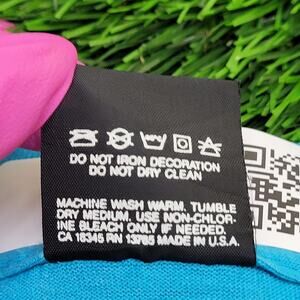 DO NOT IRON DECORATION
DO NOT DRY CLEAN
MACHINE WASH WARM. TUMBLE
DRY MEDIUM. USE NON-CHLOR-
INE BLEACH ONLY IF NEEDED.
CA 18345 RN 13765 MADE IN U.S.A.